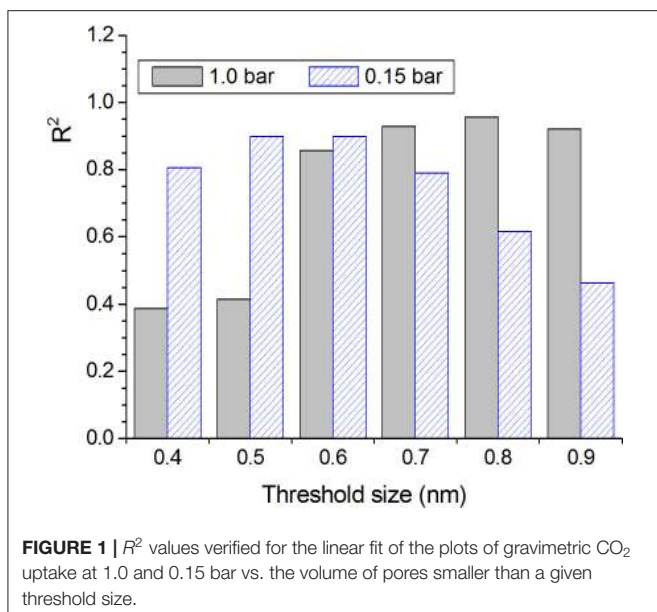 1.2
1.0 bar 0.15 bar
1.0
0.8
R²
0.6
0.4
0.2
0.0
0.4 0.5 0.6 0.7 0.8 0.9
Threshold size (nm)
FIGURE 1 | R² values verified for the linear fit of the plots of gravimetric CO₂
uptake at 1.0 and 0.15 bar vs. the volume of pores smaller than a given
threshold size.